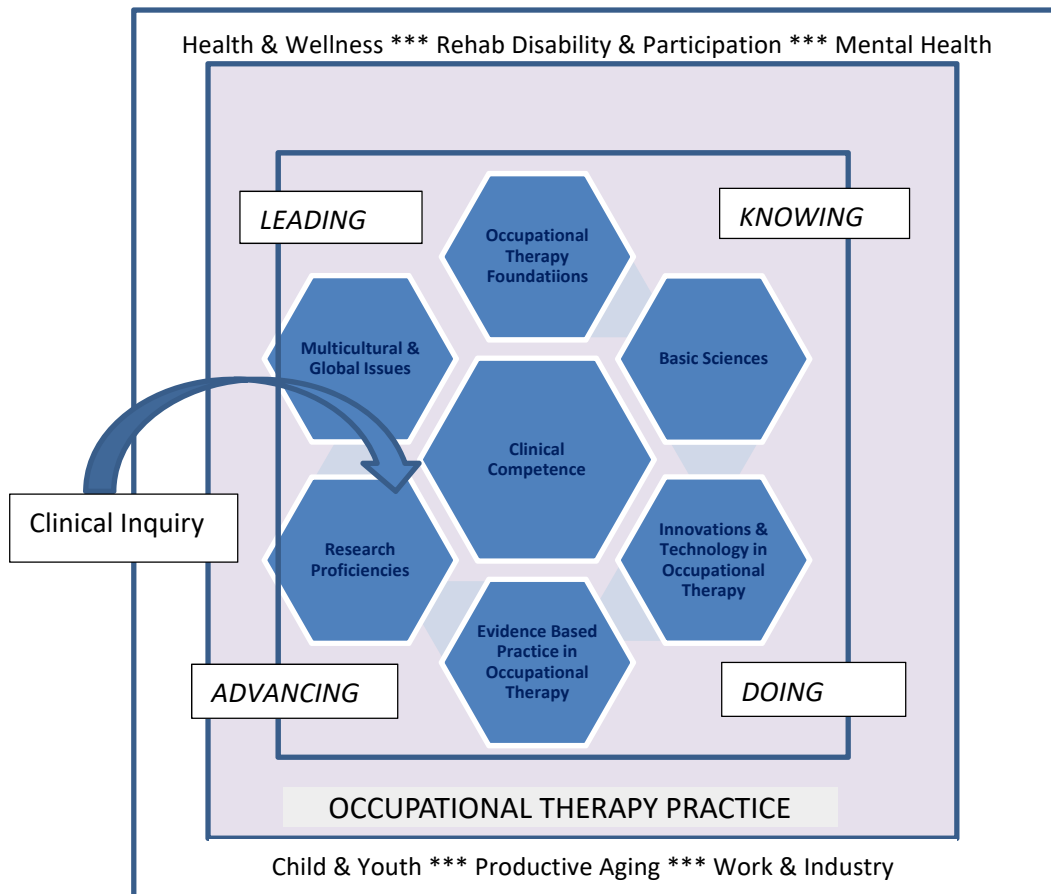 Health & Wellness *** Rehab Disability & Participation *** Mental Health
LEADING
KNOWING
Occupational
Therapy
Foundatiions
Multicultural &
Global Issues
Basic Sciences
Clinical
Competence
Clinical Inquiry
Research
Proficiencies
Innovations &
Technology in
Occupational
Therapy
Evidence Based
Practice in
Occupational
Therapy
ADVANCING
DOING
OCCUPATIONAL THERAPY PRACTICE
Child & Youth *** Productive Aging *** Work & Industry